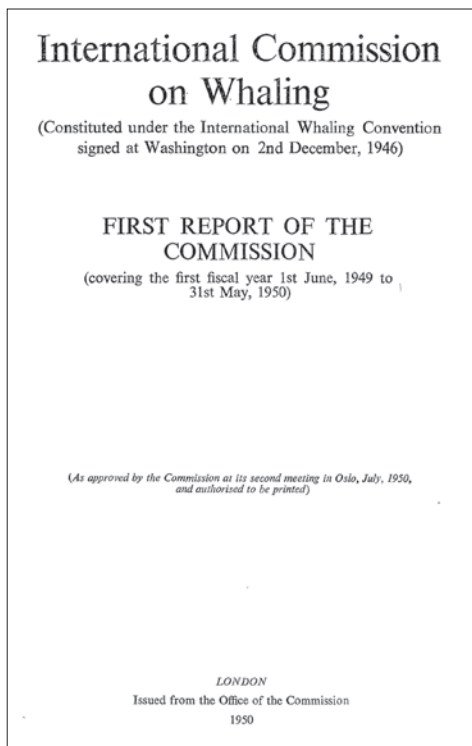 International Commission
on Whaling
(Constituted under the International Whaling Convention
signed at Washington on 2nd December, 1946)
FIRST REPORT OF THE
COMMISSION
(covering the first fiscal year 1st June, 1949 to
31st May, 1950)
(As approved by the Commission at its second meeting in Oslo, July, 1950,
and authorised to be printed)
LONDON
Issued from the Office of the Commission
1950